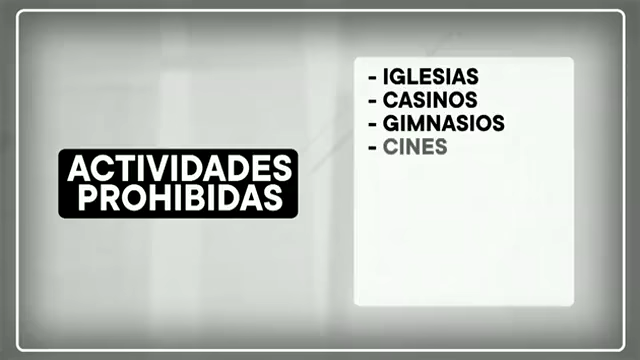 ACTIVIDADES
PROHIBIDAS
- IGLESIAS
- CASINOS
- GIMNASIOS
- CINES